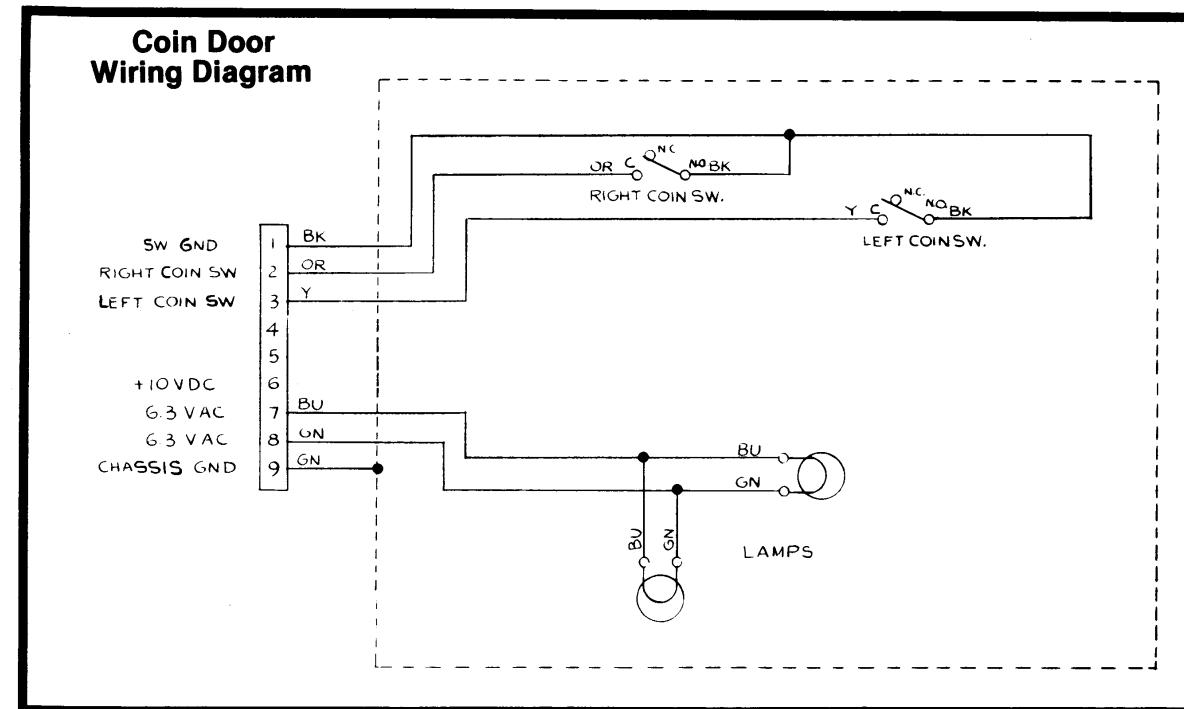 Coin Door
Wiring Diagram
OR C N.C N.O BK
RIGHT COIN SW.
Y C N.C. N.O. BK
LEFT COIN SW.
SW GND 1 BK
RIGHT COIN SW 2 OR
LEFT COIN SW 3 Y
4
5
+10VDC 6
6.3 VAC 7 BU
6.3 VAC 8 GN
CHASSIS GND 9 GN
BU
GN
BU GN
LAMPS